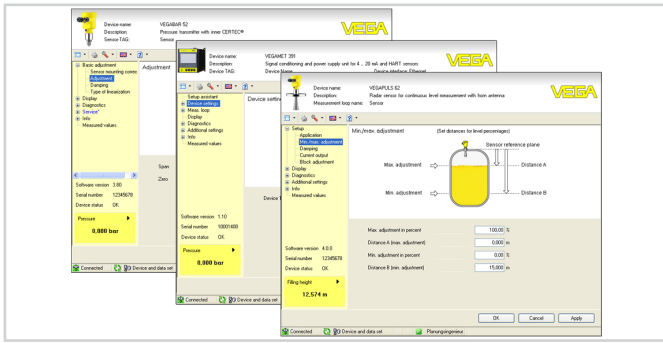 Device name: VEGABAR 52
Description: Pressure transmitter with inner CERTEC®
Sensor TAG: Sensor
VEGA
Basic adjustment
Sensor mounting correc
Adjustment
Damping
Type of linearization
Display
Diagnostics
Service
Info
Measured values
Adjustment
Span
Zero
Software version 3.80
Serial number 12345678
Device status OK
Pressure
0,000 bar
Connected
Device and data set
Device name: VEGAMET 391
Description: Signal conditioning and power supply unit for 4 ... 20 mA and HART sensors
Device TAG: Device Name
Device interface: Ethernet
VEGA
Setup assistant
Device settings
Meas. loop
Display
Diagnostics
Additional settings
Info
Measured values
Device settin
Device
Software version 1.10
Serial number 10001400
Device status OK
Pressure
0,000 bar
Connected
Device and data set
Device name: VEGAPULS 62
Description: Radar sensor for continuous level measurement with horn antenna
Measurement loop name: Sensor
VEGA
Setup
Application
Min./max. adjustment
Damping
Current output
Block adjustment
Display
Diagnostics
Additional settings
Info
Measured values
Min./max. adjustment
(Set distances for level percentages)
Sensor reference plane
Max. adjustment
Distance A
Min. adjustment
Distance B
Max. adjustment in percent 100,00 %
Distance A (max. adjustment) 0,000 m
Min. adjustment in percent 0,00 %
Distance B (min. adjustment) 15,000 m
Software version 4.0.0
Serial number 12345678
Device status OK
Filling height
12,574 m
OK
Cancel
Apply
Connected
Device and data set
Planungsingenieur: